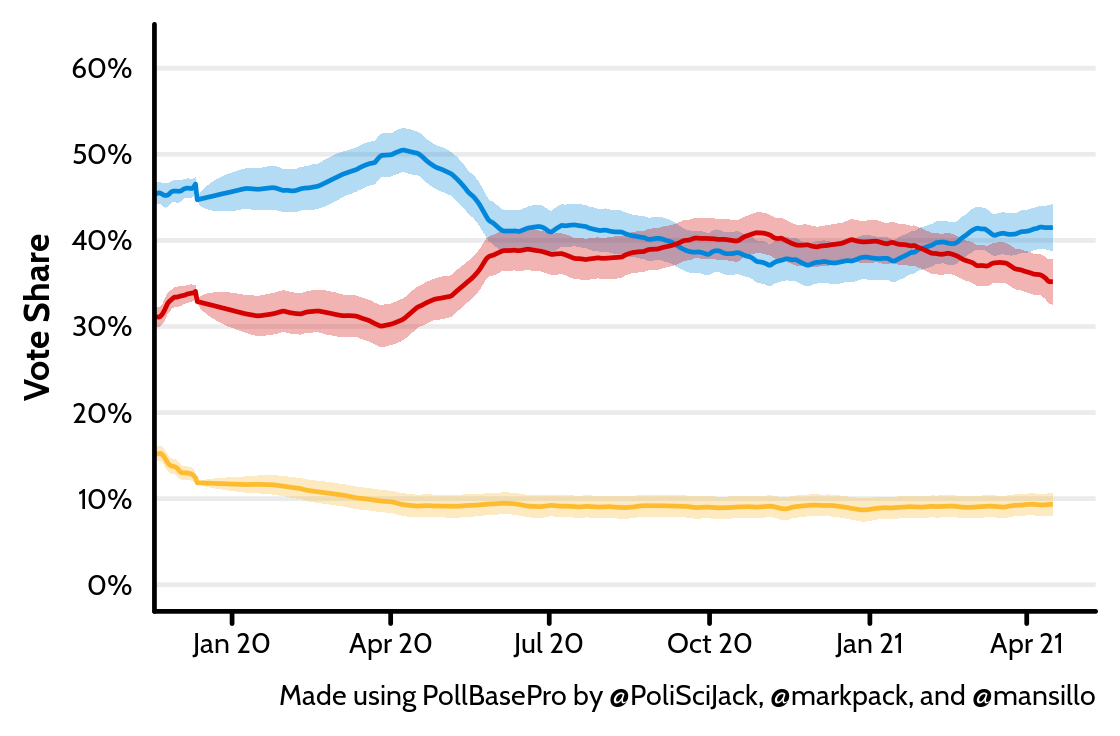 Vote Share
60%
50%
40%
30%
20%
10%
0%
Jan 20 Apr 20 Jul 20 Oct 20 Jan 21 Apr 21
Made using PollBasePro by @PoliSciJack, @markpack, and @mansillo